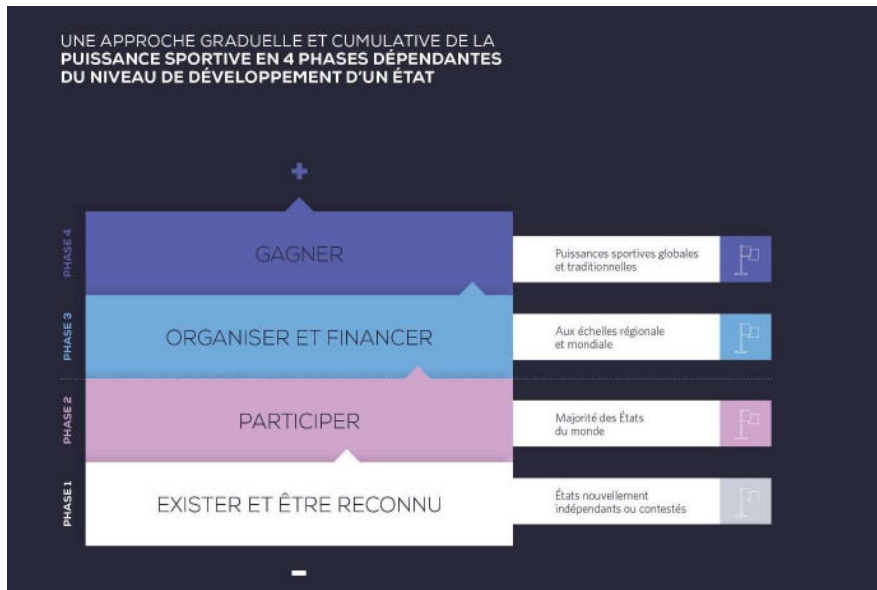 UNE APPROCHE GRADUELLE ET CUMULATIVE DE LA
PUISSANCE SPORTIVE EN 4 PHASES DÉPENDANTES
DU NIVEAU DE DÉVELOPPEMENT D'UN ÉTAT
+
PHASE 4
GAGNER
Puissances sportives globales
et traditionnelles
PHASE 3
ORGANISER ET FINANCER
Aux échelles régionale
et mondiale
PHASE 2
PARTICIPER
Majorité des États
du monde
PHASE 1
EXISTER ET ÊTRE RECONNU
États nouvellement
indépendants ou contestés
-